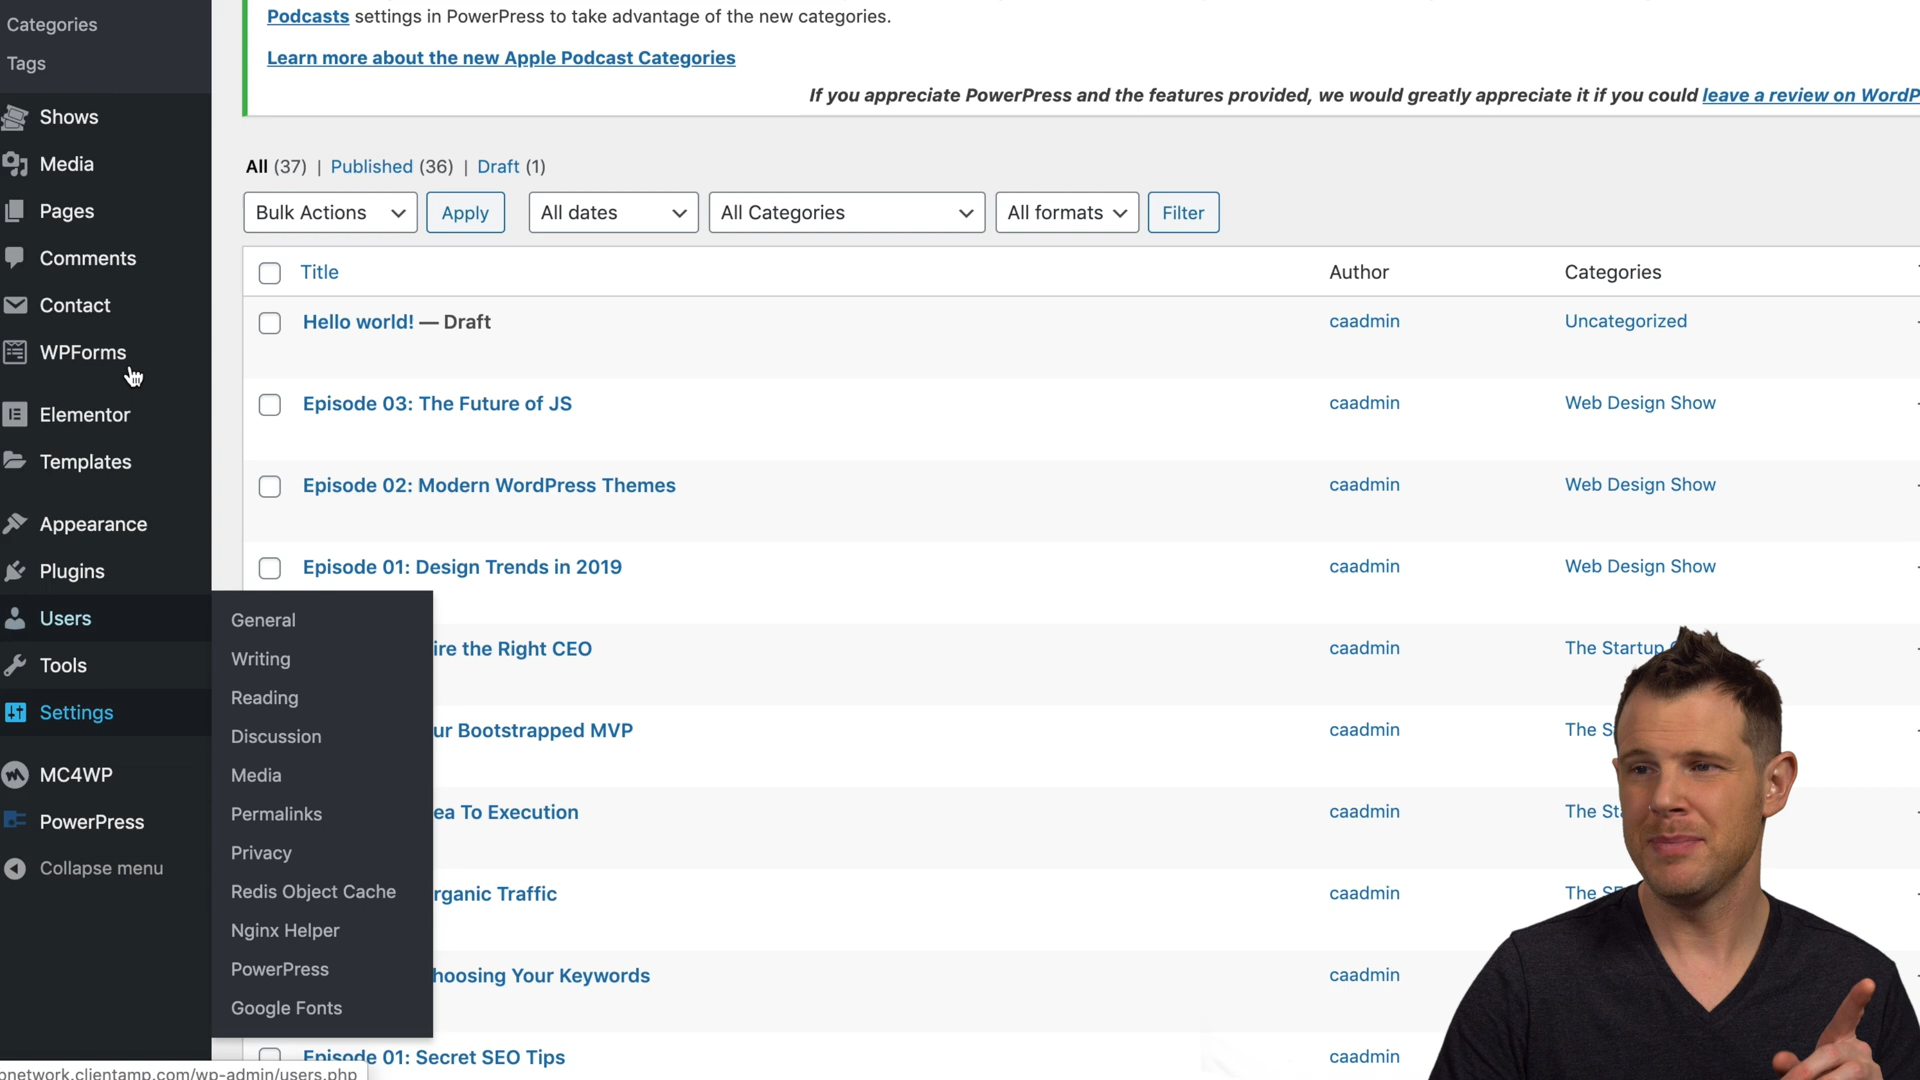 Categories
Tags
Shows
Media
Pages
Comments
Contact
WPForms
Elementor
Templates
Appearance
Plugins
Users
Tools
Settings
MC4WP
PowerPress
Collapse menu
General
Writing
Reading
Discussion
Media
Permalinks
Privacy
Redis Object Cache
Nginx Helper
PowerPress
Google Fonts
Podcasts settings in PowerPress to take advantage of the new categories.
Learn more about the new Apple Podcast Categories
If you appreciate PowerPress and the features provided, we would greatly appreciate it if you could leave a review on WordP
All (37) | Published (36) | Draft (1)
Bulk Actions Apply All dates All Categories All formats Filter
Title Author Categories
Hello world! — Draft caadmin Uncategorized
Episode 03: The Future of JS caadmin Web Design Show
Episode 02: Modern WordPress Themes caadmin Web Design Show
Episode 01: Design Trends in 2019 caadmin Web Design Show
ire the Right CEO caadmin The Startup
ur Bootstrapped MVP caadmin The S
ea To Execution caadmin The St
rganic Traffic caadmin The SE
hoosing Your Keywords caadmin
Episode 01: Secret SEO Tips caadmin
pnetwork.clientamp.com/wp-admin/users.php